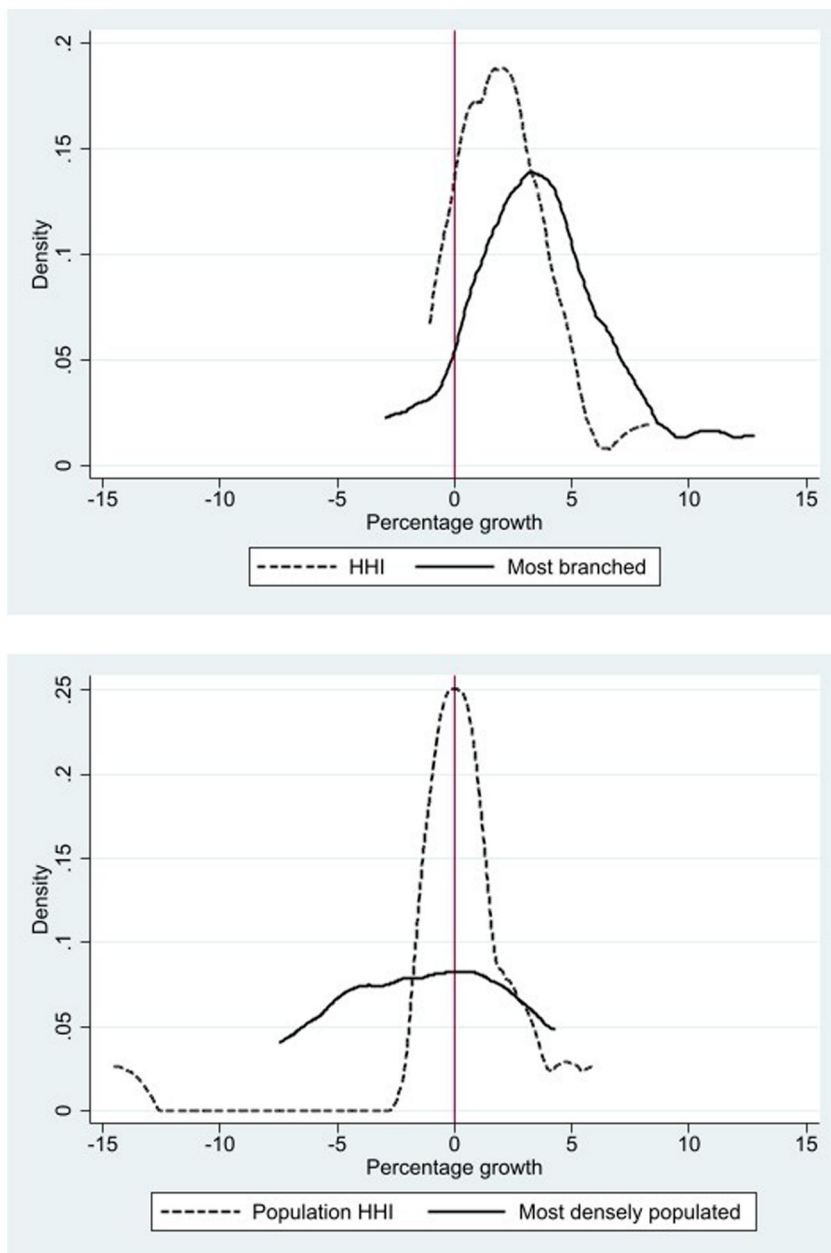 .2
.15
.1
.05
0
Density
-15 -10 -5 0 5 10 15
Percentage growth
HHI Most branched
.25
.2
.15
.1
.05
0
Density
-15 -10 -5 0 5 10 15
Percentage growth
Population HHI Most densely populated